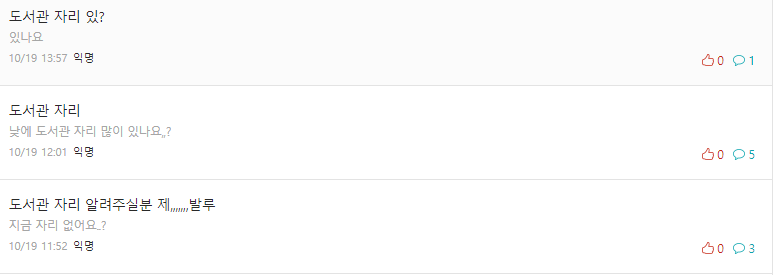 도서관 자리 있?
있나요
10/19 13:57 익명
0 1
도서관 자리
낮에 도서관 자리 많이 있나요,,?
10/19 12:01 익명
0 5
도서관 자리 알려주실분 제,,,,,,,발루
지금 자리 없어요..?
10/19 11:52 익명
0 3